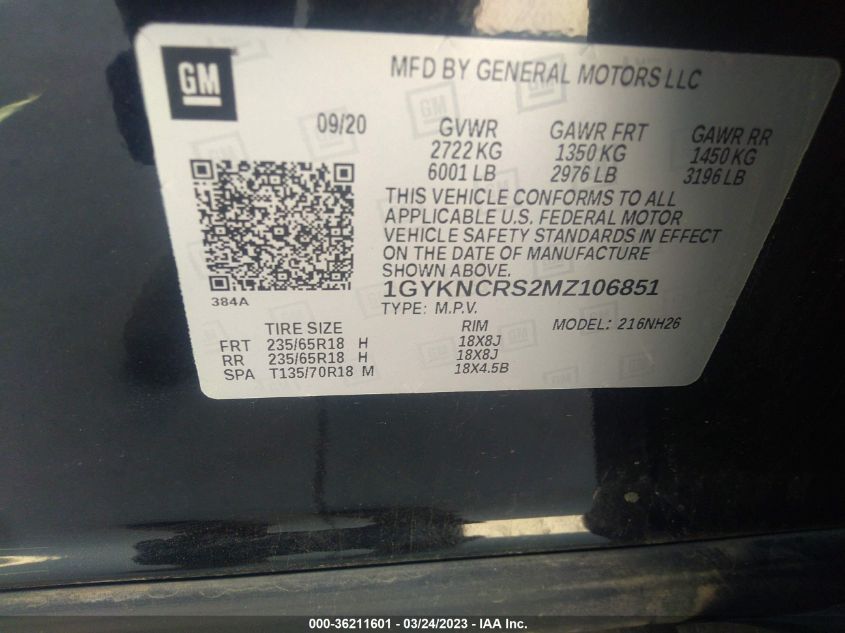 GM
MFD BY GENERAL MOTORS LLC
09/20 GVWR GAWR FRT GAWR RR
2722 KG 1350 KG 1450 KG
6001 LB 2976 LB 3196 LB
THIS VEHICLE CONFORMS TO ALL
APPLICABLE U.S. FEDERAL MOTOR
VEHICLE SAFETY STANDARDS IN EFFECT
ON THE DATE OF MANUFACTURE
SHOWN ABOVE.
384A
1GYKNCRS2MZ106851
TYPE: M.P.V.
TIRE SIZE RIM MODEL: 216NH26
FRT 235/65R18 H 18X8J
RR 235/65R18 H 18X8J
SPA T135/70R18 M 18X4.5B
000-36211601 — 03/24/2023 — IAA Inc.